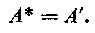 A* = A'.